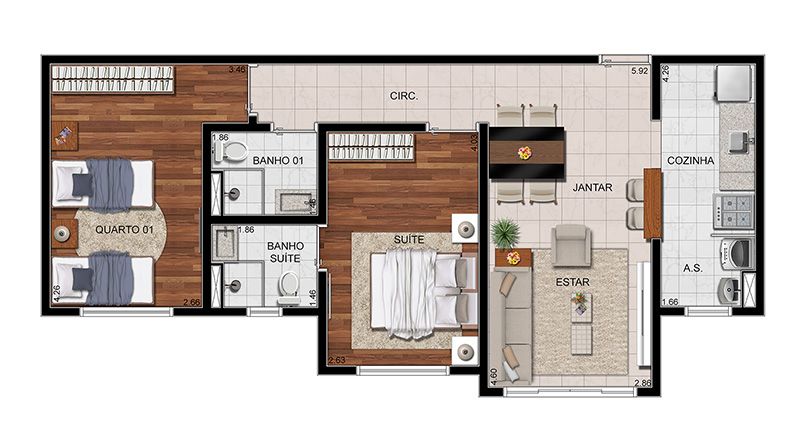 3.46
5.92
4.26
CIRC.
1.86
BANHO 01
4.03
COZINHA
JANTAR
1.46
QUARTO 01
1.86
BANHO
SUÍTE
SUÍTE
A.S.
ESTAR
4.26
2.66
1.46
1.66
2.63
4.60
2.86